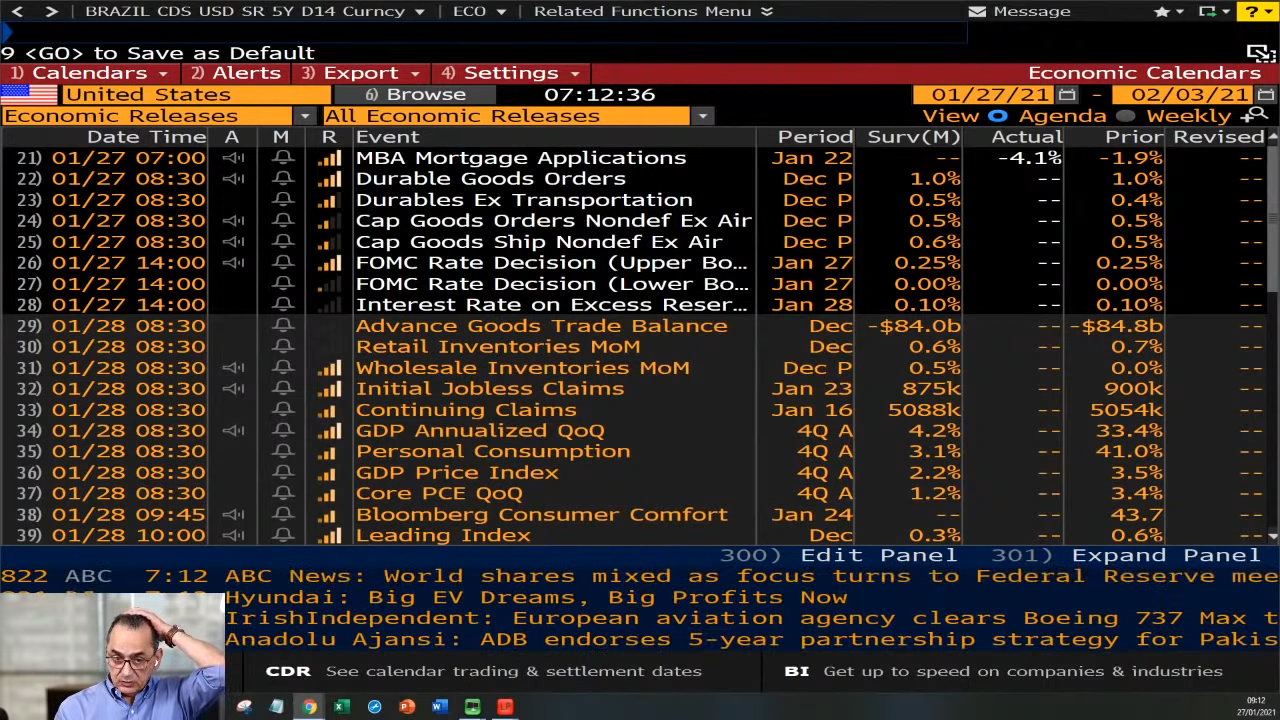 BRAZIL CDS USD SR 5Y D14 Curncy ECO Related Functions Menu Message ?
9 <GO> to Save as Default
1) Calendars 2) Alerts 3) Export 4) Settings Economic Calendars
United States 6) Browse 07:12:36 01/27/21 - 02/03/21
Economic Releases All Economic Releases View Agenda Weekly
Date Time A M R Event Period Surv(M) Actual Prior Revised
21) 01/27 07:00 MBA Mortgage Applications Jan 22 -- -4.1% -1.9% --
22) 01/27 08:30 Durable Goods Orders Dec P 1.0% -- 1.0% --
23) 01/27 08:30 Durables Ex Transportation Dec P 0.5% -- 0.4% --
24) 01/27 08:30 Cap Goods Orders Nondef Ex Air Dec P 0.5% -- 0.5% --
25) 01/27 08:30 Cap Goods Ship Nondef Ex Air Dec P 0.6% -- 0.5% --
26) 01/27 14:00 FOMC Rate Decision (Upper Bo... Jan 27 0.25% -- 0.25% --
27) 01/27 14:00 FOMC Rate Decision (Lower Bo... Jan 27 0.00% -- 0.00% --
28) 01/27 14:00 Interest Rate on Excess Reser... Jan 28 0.10% -- 0.10% --
29) 01/28 08:30 Advance Goods Trade Balance Dec -$84.0b -- -$84.8b --
30) 01/28 08:30 Retail Inventories MoM Dec 0.6% -- 0.7% --
31) 01/28 08:30 Wholesale Inventories MoM Dec P 0.5% -- 0.0% --
32) 01/28 08:30 Initial Jobless Claims Jan 23 875k -- 900k --
33) 01/28 08:30 Continuing Claims Jan 16 5088k -- 5054k --
34) 01/28 08:30 GDP Annualized QoQ 4Q A 4.2% -- 33.4% --
35) 01/28 08:30 Personal Consumption 4Q A 3.1% -- 41.0% --
36) 01/28 08:30 GDP Price Index 4Q A 2.2% -- 3.5% --
37) 01/28 08:30 Core PCE QoQ 4Q A 1.2% -- 3.4% --
38) 01/28 09:45 Bloomberg Consumer Comfort Jan 24 -- -- 43.7 --
39) 01/28 10:00 Leading Index Dec 0.3% -- 0.6% --
300) Edit Panel 301) Expand Panel
822 ABC 7:12 ABC News: World shares mixed as focus turns to Federal Reserve mee
Hyundai: Big EV Dreams, Big Profits Now
IrishIndependent: European aviation agency clears Boeing 737 Max t
Anadolu Ajansi: ADB endorses 5-year partnership strategy for Pakis
CDR See calendar trading & settlement dates BI Get up to speed on companies & industries
09:12
27/01/2021